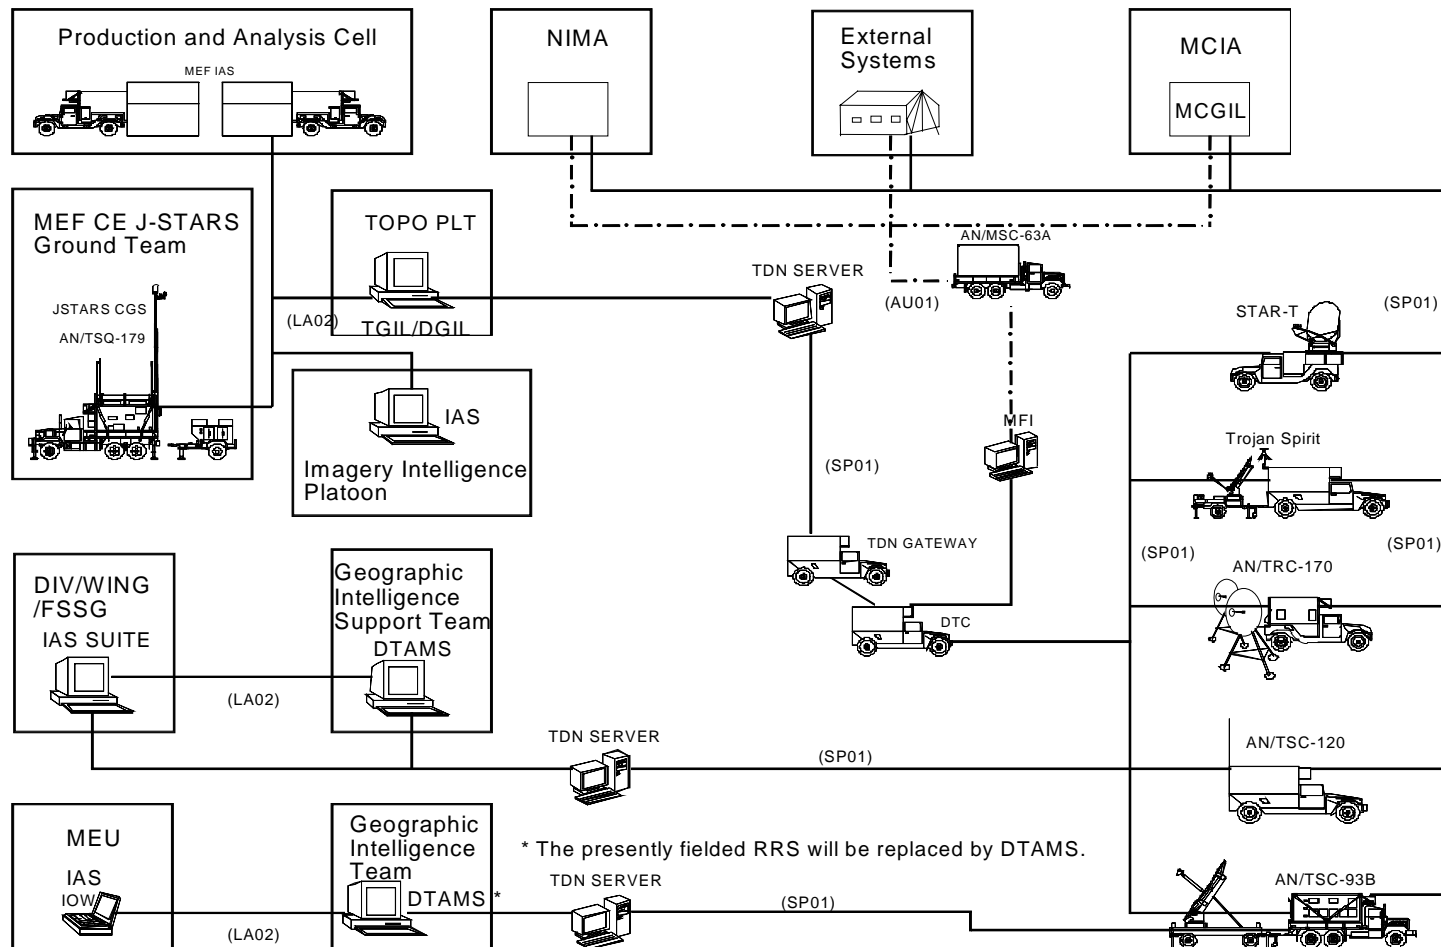 Production and Analysis Cell
MEF IAS
NIMA
External
Systems
MCIA
MCGIL
MEF CE J-STARS
Ground Team
JSTARS CGS
AN/TSQ-179
TOPO PLT
(LA02)
TGIL/DGIL
TDN SERVER
AN/MSC-63A
(AU01)
STAR-T
(SP01)
IAS
Imagery Intelligence
Platoon
MFI
(SP01)
Trojan Spirit
TDN GATEWAY
(SP01)
(SP01)
AN/TRC-170
DTC
DIV/WING
/FSSG
IAS SUITE
Geographic
Intelligence
Support Team
DTAMS
(LA02)
TDN SERVER
(SP01)
AN/TSC-120
MEU
IAS
IOW
Geographic
Intelligence
Team
DTAMS *
(LA02)
* The presently fielded RRS will be replaced by DTAMS.
TDN SERVER
(SP01)
AN/TSC-93B